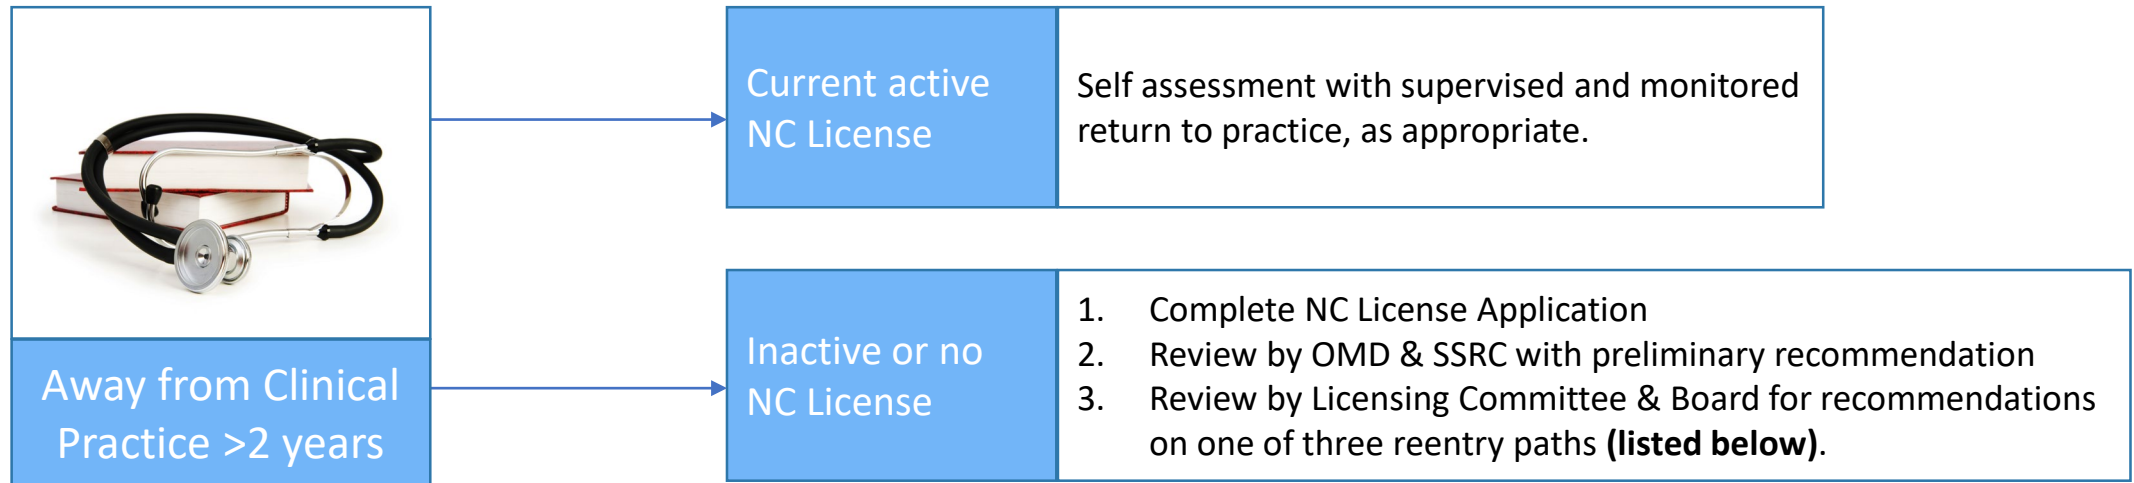 Away from Clinical
Practice >2 years
Current active
NC License
Self assessment with supervised and monitored
return to practice, as appropriate.
Inactive or no
NC License
1. Complete NC License Application
2. Review by OMD & SSRC with preliminary recommendation
3. Review by Licensing Committee & Board for recommendations
on one of three reentry paths (listed below).